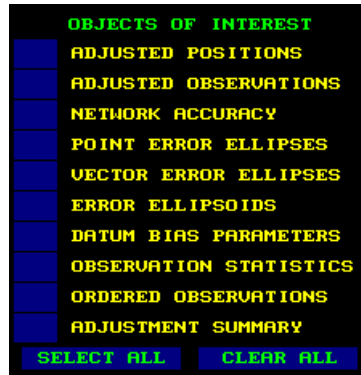 OBJECTS OF INTEREST
ADJUSTED POSITIONS
ADJUSTED OBSERVATIONS
NETWORK ACCURACY
POINT ERROR ELLIPSES
VECTOR ERROR ELLIPSES
ERROR ELLIPSOIDS
DATUM BIAS PARAMETERS
OBSERVATION STATISTICS
ORDERED OBSERVATIONS
ADJUSTMENT SUMMARY
SELECT ALL CLEAR ALL